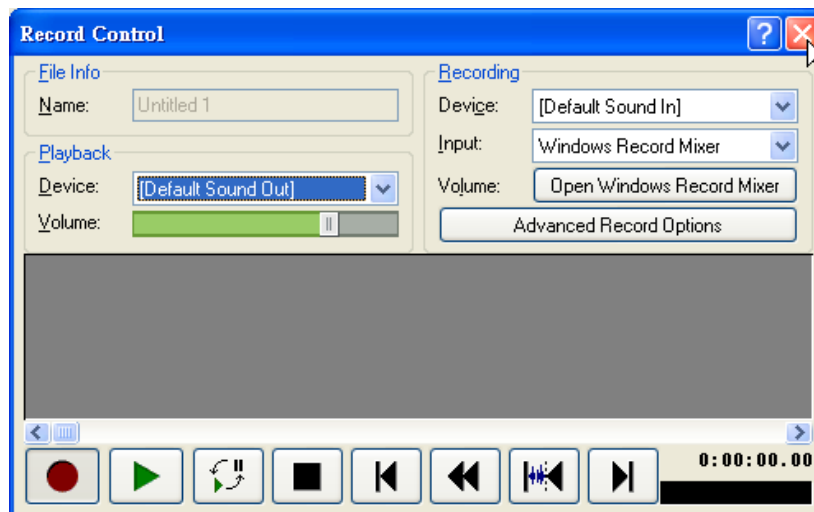 Record Control
File Info
Name: Untitled 1
Playback
Device: [Default Sound Out]
Volume:
Recording
Device: [Default Sound In]
Input: Windows Record Mixer
Volume: Open Windows Record Mixer
Advanced Record Options
0:00:00.00